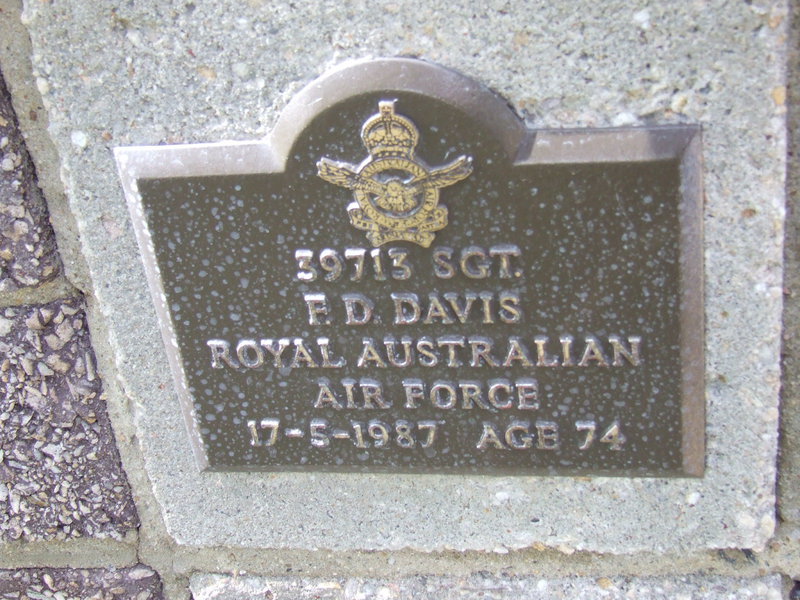 39713 SGT.
F. D. DAVIS
ROYAL AUSTRALIAN
AIR FORCE
17-5-1987 AGE 74